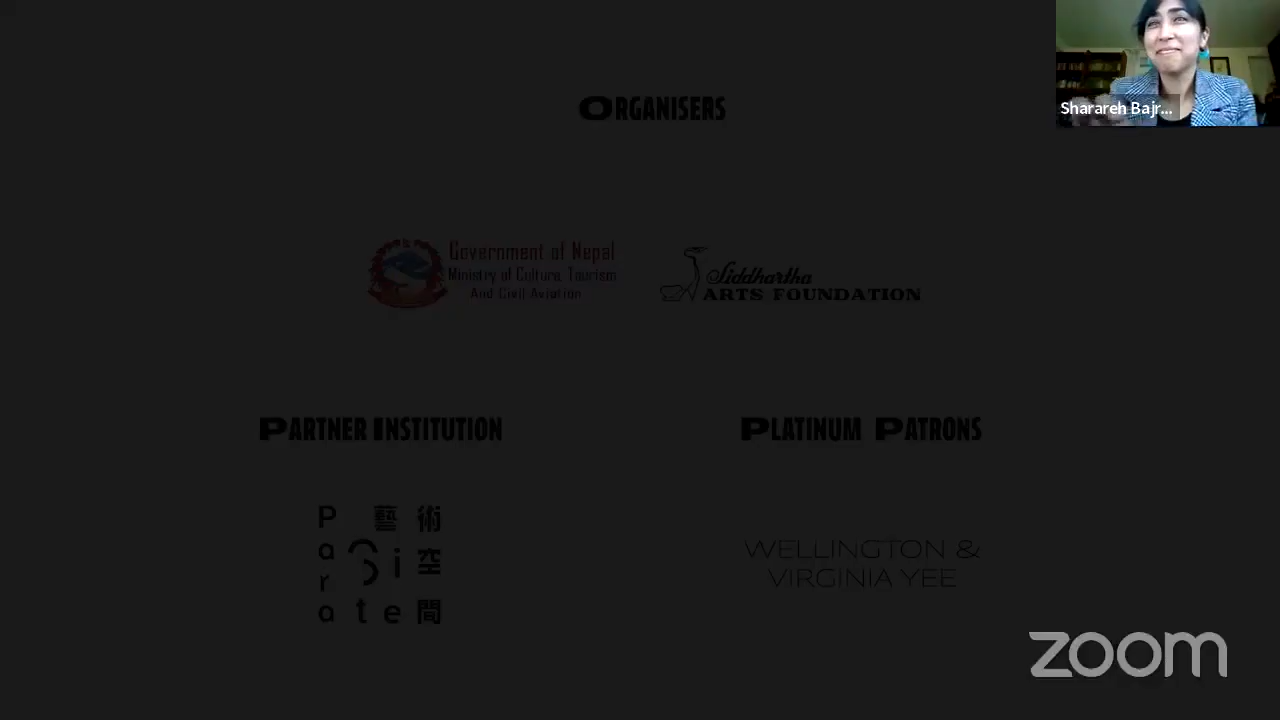 Sharareh Bajr...
ORGANISERS
Government of Nepal
Ministry of Culture, Tourism
And Civil Aviation
Siddhartha
ARTS FOUNDATION
PARTNER INSTITUTION
PLATINUM PATRONS
P 藝 術
a S i 空
r
a t e 間
WELLINGTON &
VIRGINIA YEE
zoom